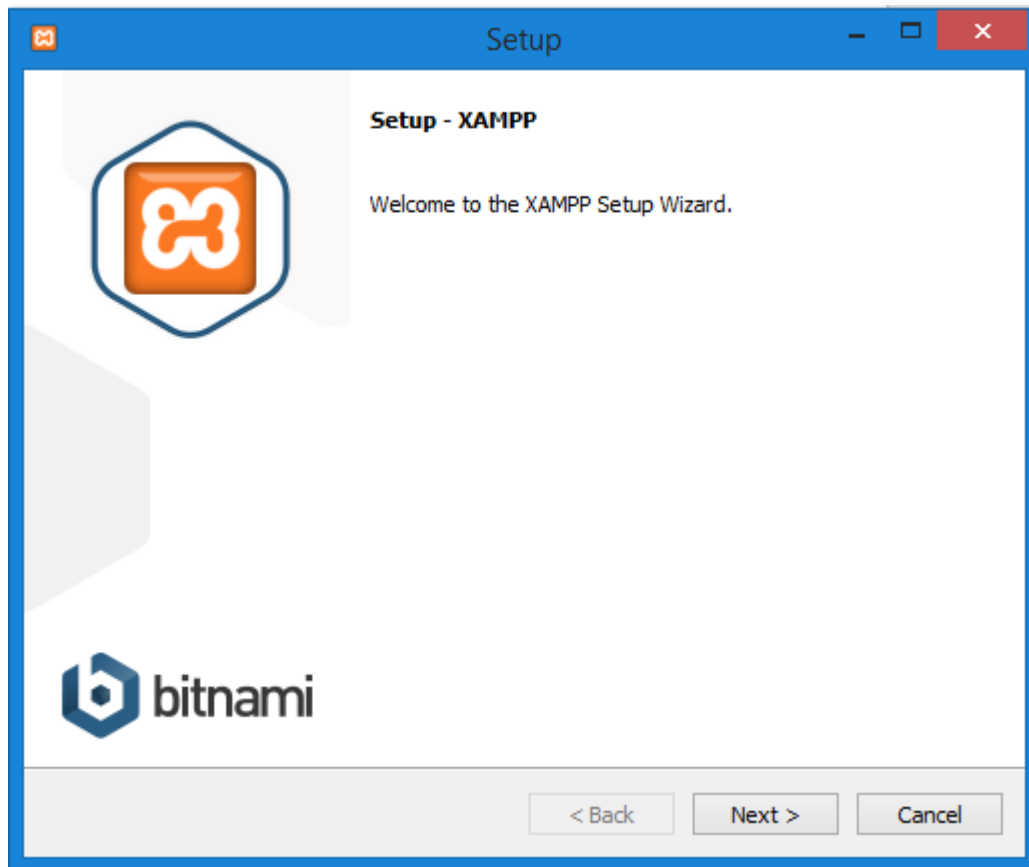 Setup
Setup - XAMPP
Welcome to the XAMPP Setup Wizard.
bitnami
< Back Next > Cancel